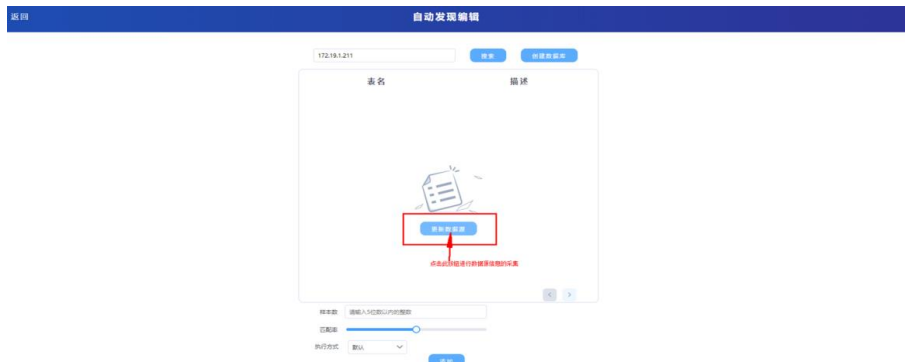 返回
自动发现编辑
172.19.1.211
搜索
创建数据库
表名
描述
更新数据源
点击此按钮进行数据源信息的采集
< >
样本数
请输入5位数以内的整数
匹配率
执行方式
默认